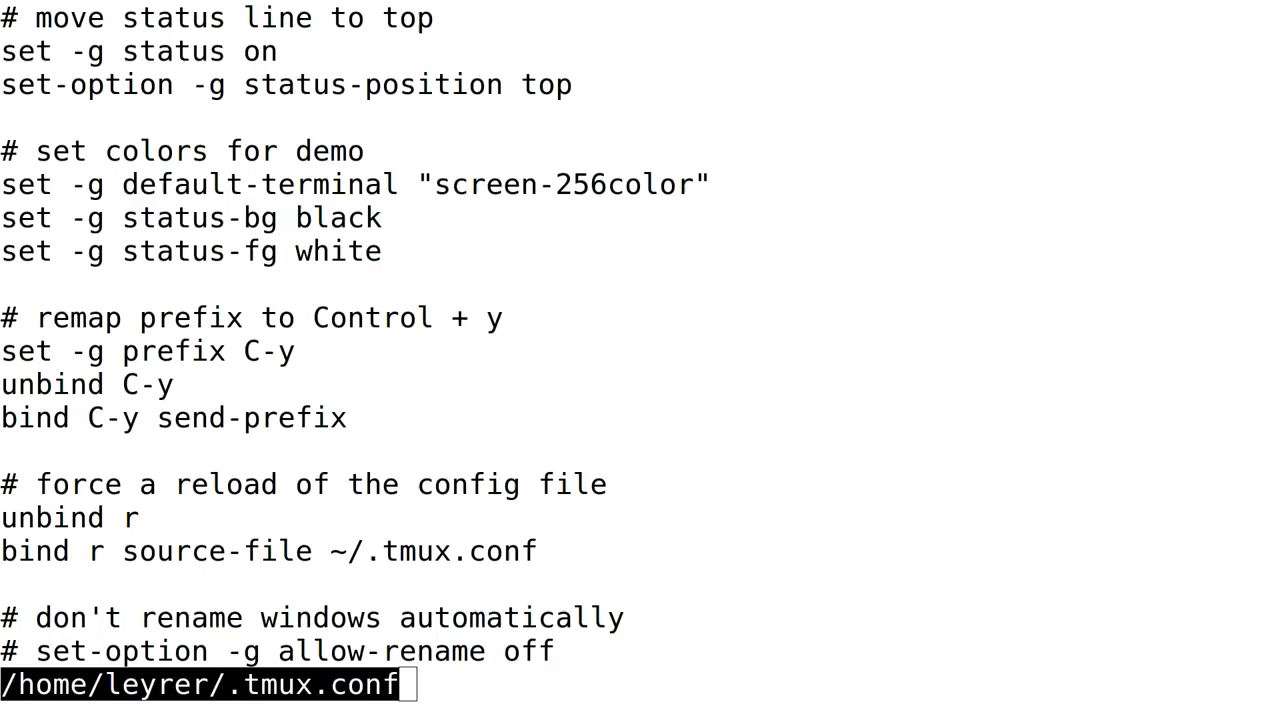 # move status line to top
set -g status on
set-option -g status-position top
# set colors for demo
set -g default-terminal "screen-256color"
set -g status-bg black
set -g status-fg white
# remap prefix to Control + y
set -g prefix C-y
unbind C-y
bind C-y send-prefix
# force a reload of the config file
unbind r
bind r source-file ~/.tmux.conf
# don't rename windows automatically
# set-option -g allow-rename off
/home/leyrer/.tmux.conf